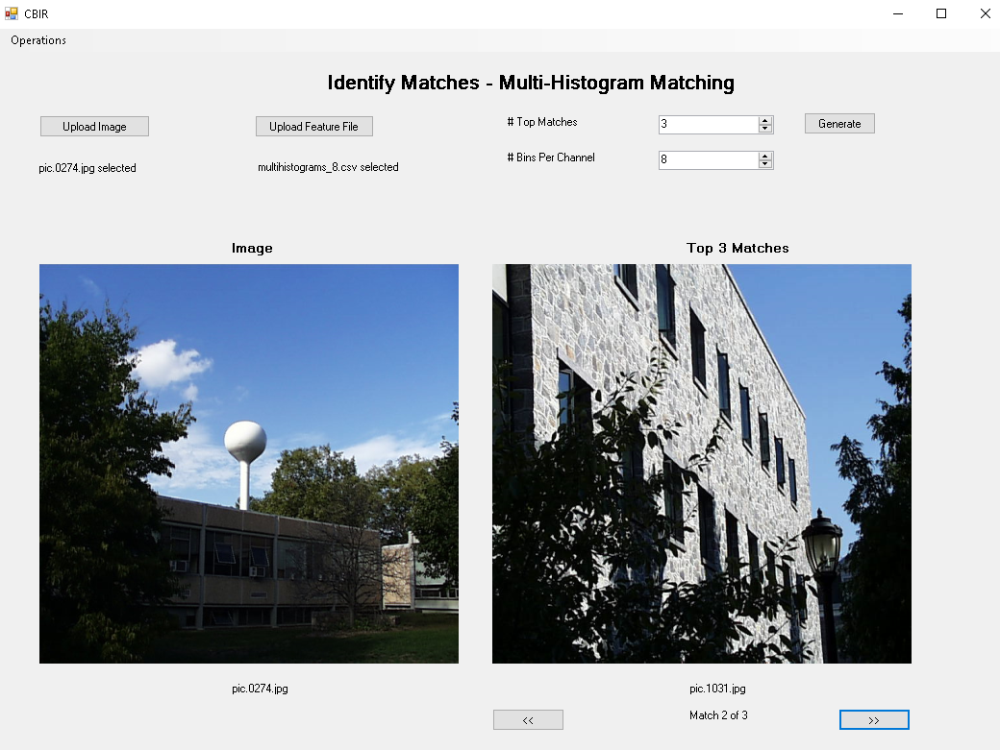 CBIR
Operations
Identify Matches - Multi-Histogram Matching
Upload Image
Upload Feature File
# Top Matches
3
Generate
# Bins Per Channel
8
pic.0274.jpg selected
multihistograms_8.csv selected
Image
Top 3 Matches
pic.0274.jpg
pic.1031.jpg
<<
Match 2 of 3
>>